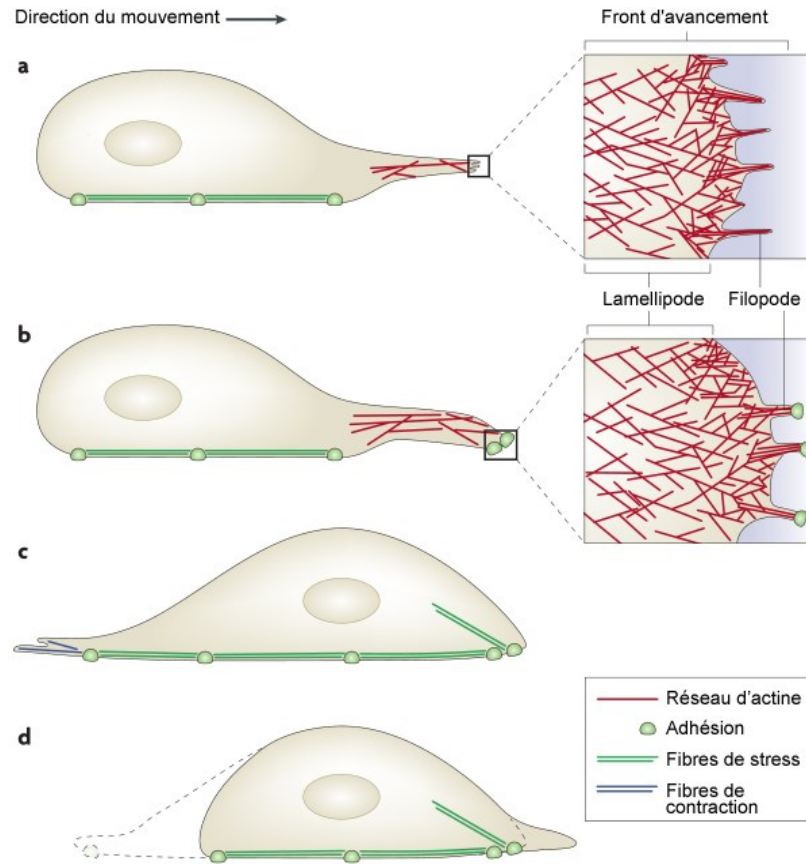 Direction du mouvement
Front d'avancement
a
Lamellipode
Filopode
b
c
Réseau d'actine
Adhésion
Fibres de stress
Fibres de
contraction
d